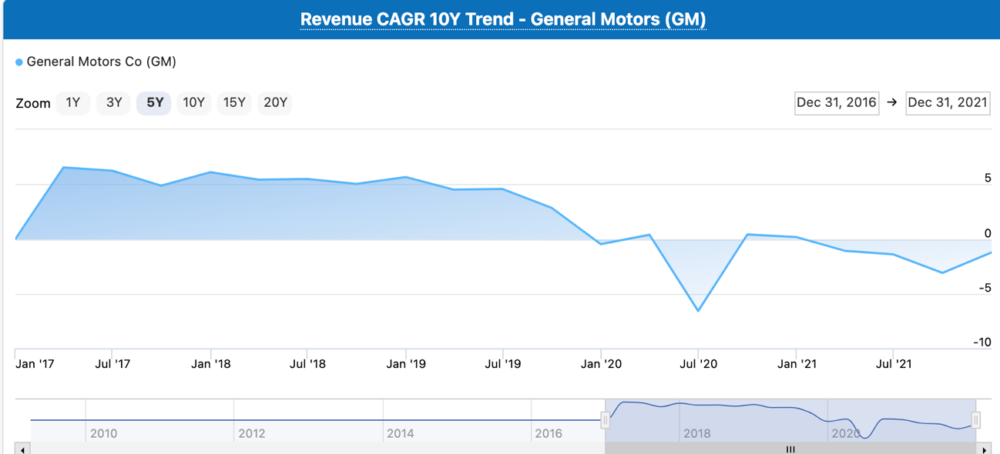 Revenue CAGR 10Y Trend - General Motors (GM)
General Motors Co (GM)
Zoom 1Y 3Y 5Y 10Y 15Y 20Y Dec 31, 2016 → Dec 31, 2021
5
0
-5
-10
Jan '17 Jul '17 Jan '18 Jul '18 Jan '19 Jul '19 Jan '20 Jul '20 Jan '21 Jul '21
2010 2012 2014 2016 2018 2020